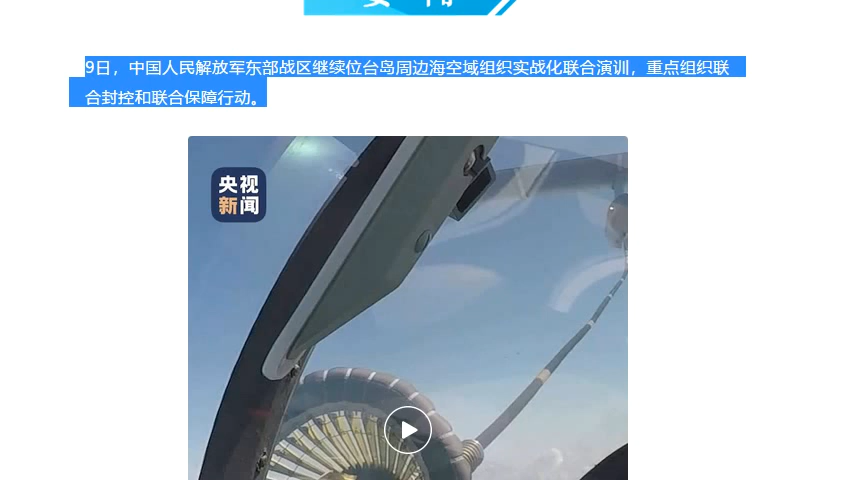 9日，中国人民解放军东部战区继续位台岛周边海空域组织实战化联合演训，重点组织联
合封控和联合保障行动。
央视
新闻